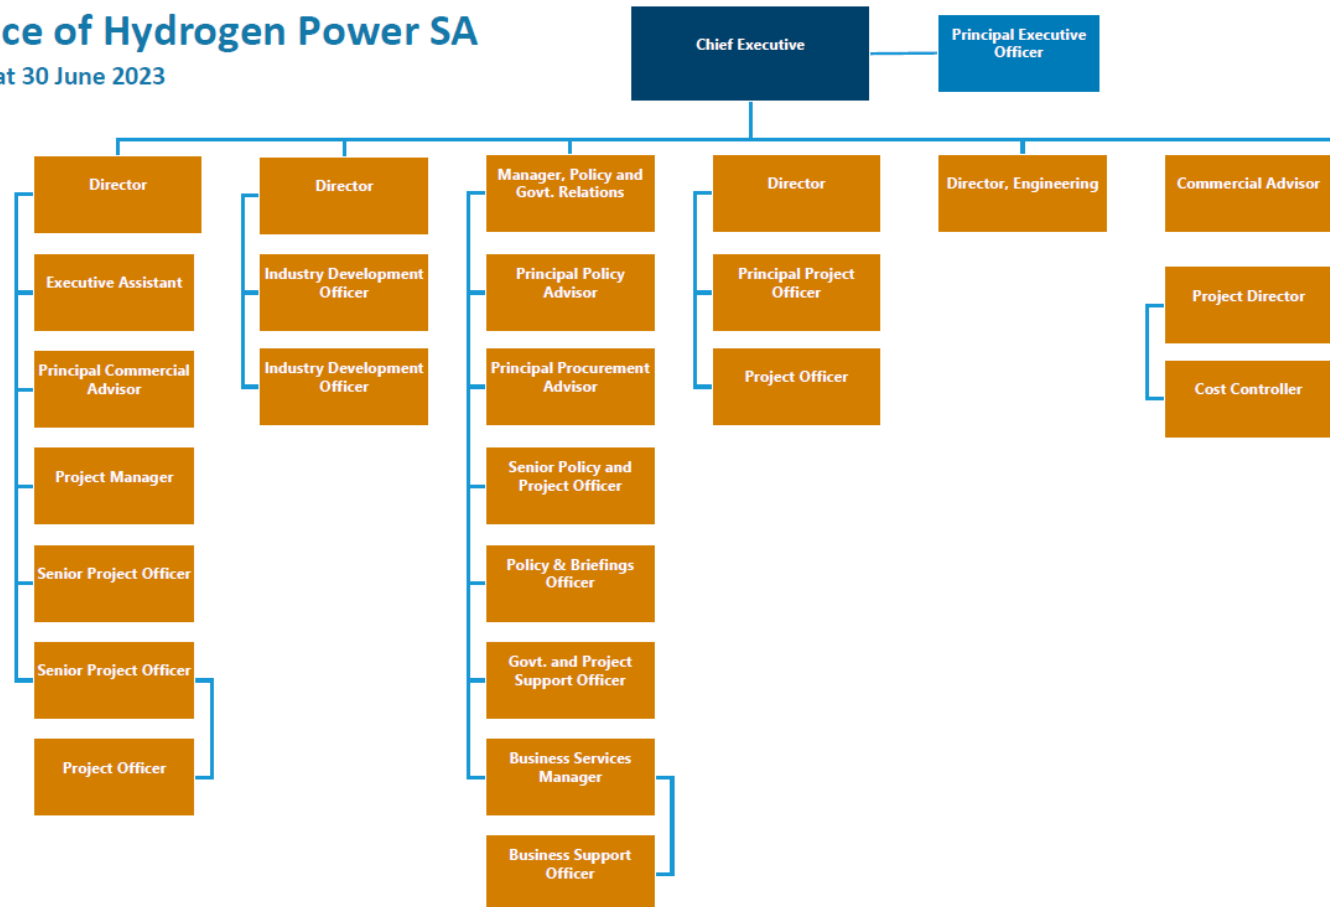 ce of Hydrogen Power SA
at 30 June 2023
Chief Executive
Principal Executive
Officer
Director
Executive Assistant
Principal Commercial
Advisor
Project Manager
Senior Project Officer
Senior Project Officer
Project Officer
Director
Industry Development
Officer
Industry Development
Officer
Manager, Policy and
Govt. Relations
Principal Policy
Advisor
Principal Procurement
Advisor
Senior Policy and
Project Officer
Policy & Briefings
Officer
Govt. and Project
Support Officer
Business Services
Manager
Business Support
Officer
Director
Principal Project
Officer
Project Officer
Director, Engineering
Commercial Advisor
Project Director
Cost Controller